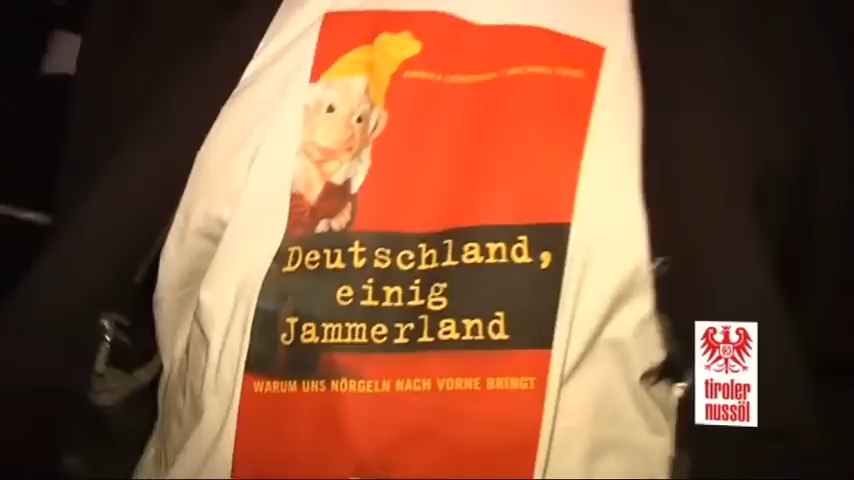 Deutschland,
einig
Jammerland
WARUM UNS NÖRGELN NACH VORNE BRINGT
tiroler
nussöl